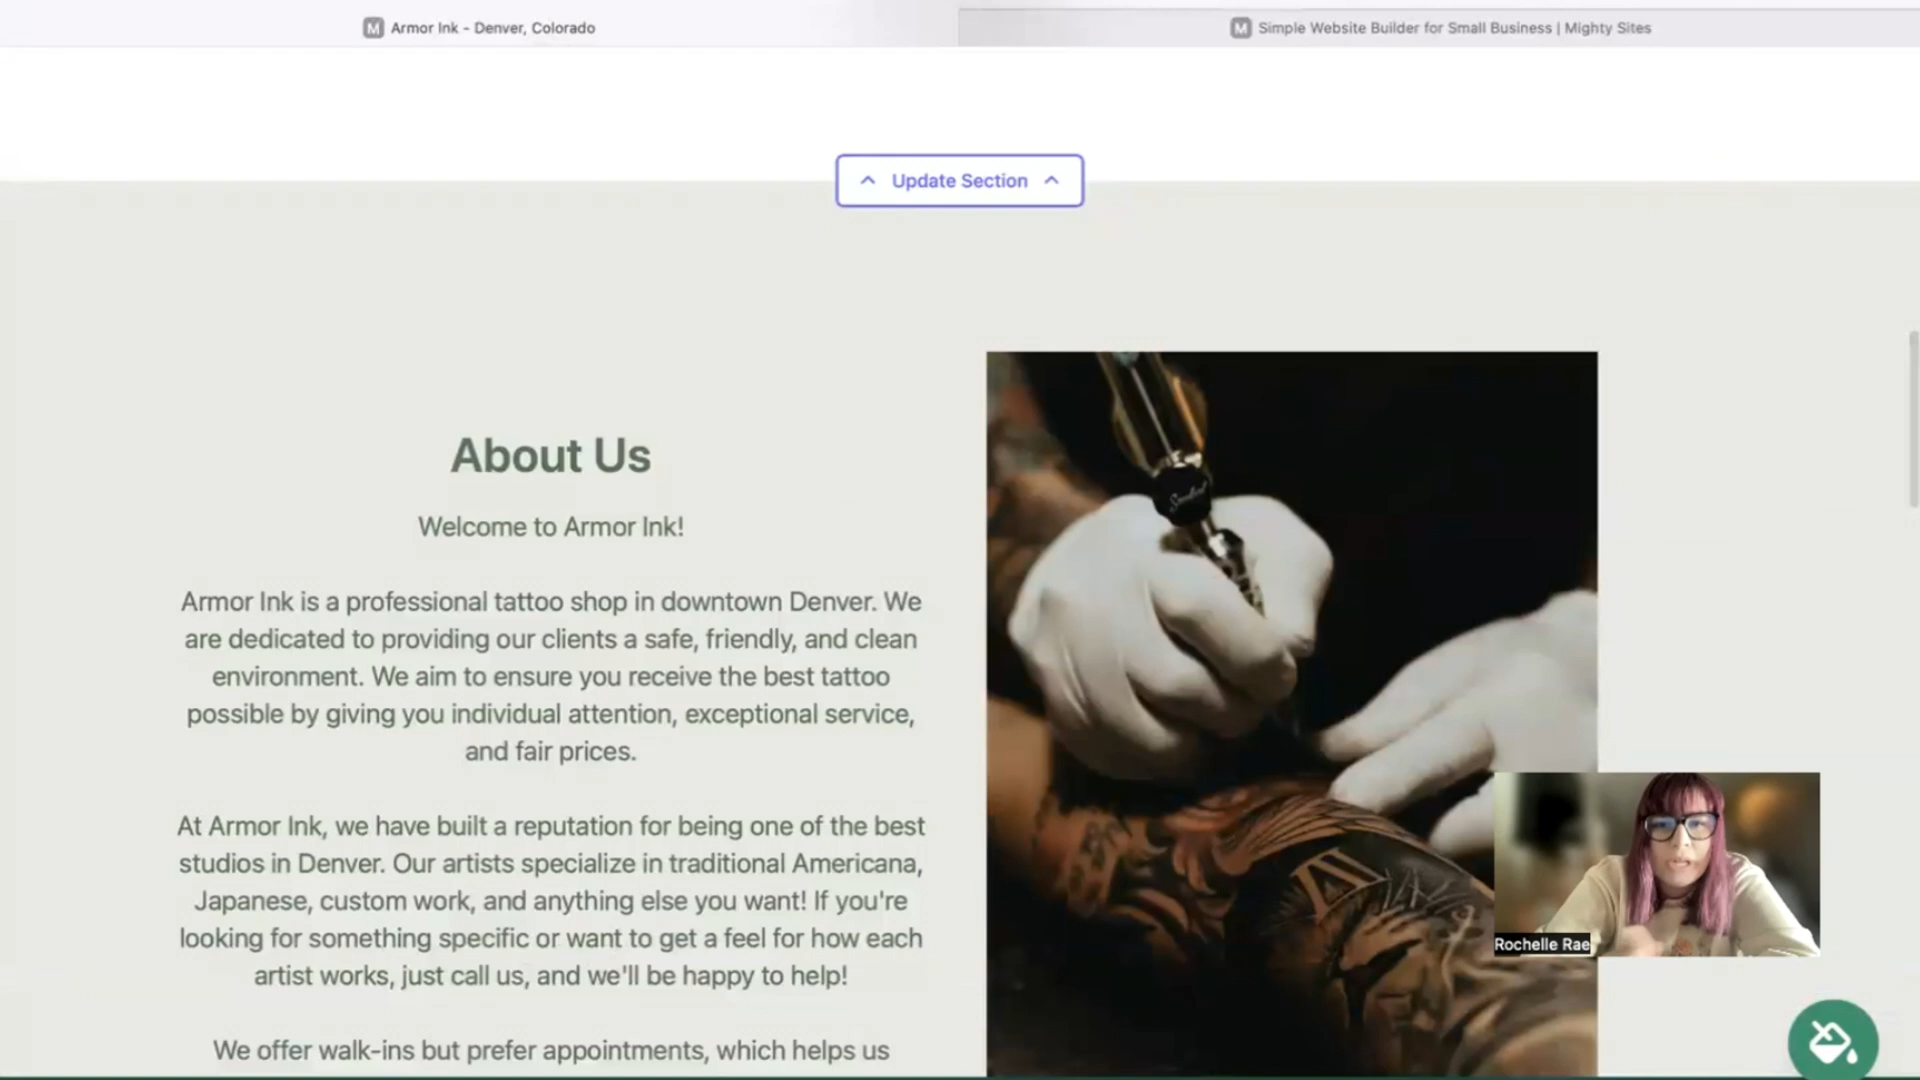 M Armor Ink - Denver, Colorado
M Simple Website Builder for Small Business | Mighty Sites
Update Section
About Us
Welcome to Armor Ink!
Armor Ink is a professional tattoo shop in downtown Denver. We
are dedicated to providing our clients a safe, friendly, and clean
environment. We aim to ensure you receive the best tattoo
possible by giving you individual attention, exceptional service,
and fair prices.
At Armor Ink, we have built a reputation for being one of the best
studios in Denver. Our artists specialize in traditional Americana,
Japanese, custom work, and anything else you want! If you're
looking for something specific or want to get a feel for how each
artist works, just call us, and we'll be happy to help!
We offer walk-ins but prefer appointments, which helps us
XII
Rochelle Rae